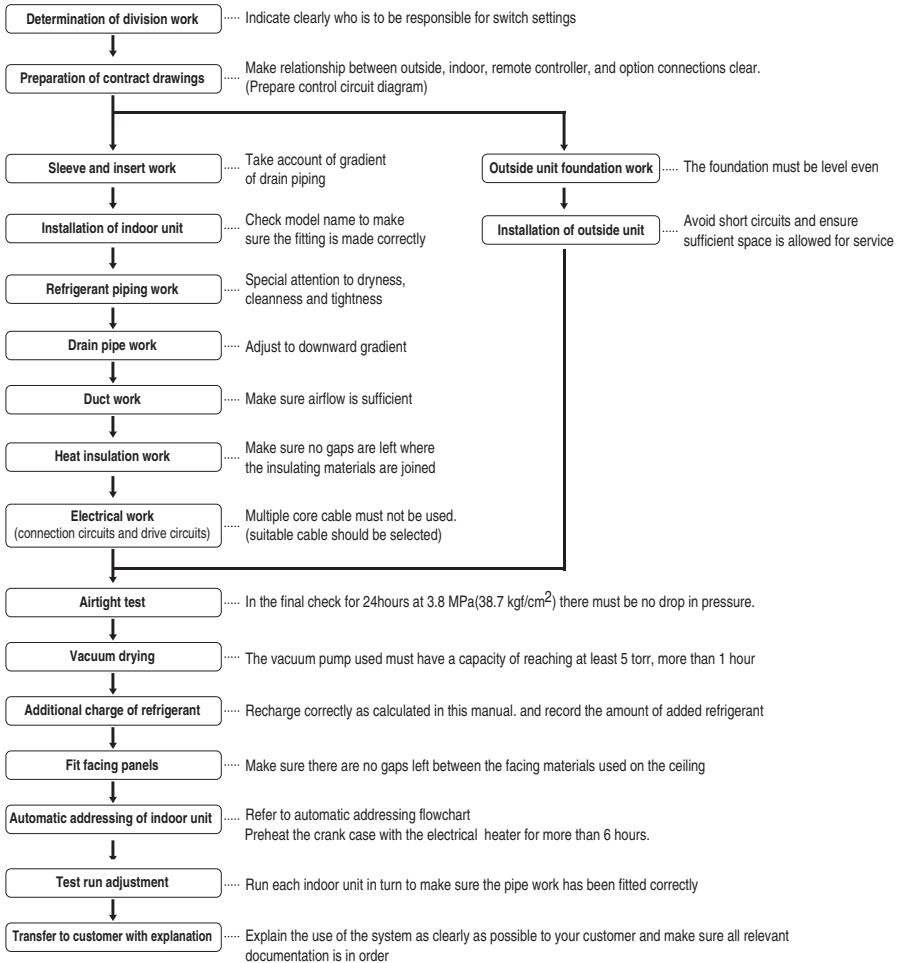 Determination of division work ..... Indicate clearly who is to be responsible for switch settings
Preparation of contract drawings ..... Make relationship between outside, indoor, remote controller, and option connections clear.
(Prepare control circuit diagram)
Sleeve and insert work ..... Take account of gradient
of drain piping
Outside unit foundation work ..... The foundation must be level even
Installation of indoor unit ..... Check model name to make
sure the fitting is made correctly
Installation of outside unit ..... Avoid short circuits and ensure
sufficient space is allowed for service
Refrigerant piping work ..... Special attention to dryness,
cleanness and tightness
Drain pipe work ..... Adjust to downward gradient
Duct work ..... Make sure airflow is sufficient
Heat insulation work ..... Make sure no gaps are left where
the insulating materials are joined
Electrical work
(connection circuits and drive circuits) ..... Multiple core cable must not be used.
(suitable cable should be selected)
Airtight test ..... In the final check for 24hours at 3.8 MPa(38.7 kgf/cm2) there must be no drop in pressure.
Vacuum drying ..... The vacuum pump used must have a capacity of reaching at least 5 torr, more than 1 hour
Additional charge of refrigerant ..... Recharge correctly as calculated in this manual. and record the amount of added refrigerant
Fit facing panels ..... Make sure there are no gaps left between the facing materials used on the ceiling
Automatic addressing of indoor unit ..... Refer to automatic addressing flowchart
Preheat the crank case with the electrical heater for more than 6 hours.
Test run adjustment ..... Run each indoor unit in turn to make sure the pipe work has been fitted correctly
Transfer to customer with explanation ..... Explain the use of the system as clearly as possible to your customer and make sure all relevant
documentation is in order